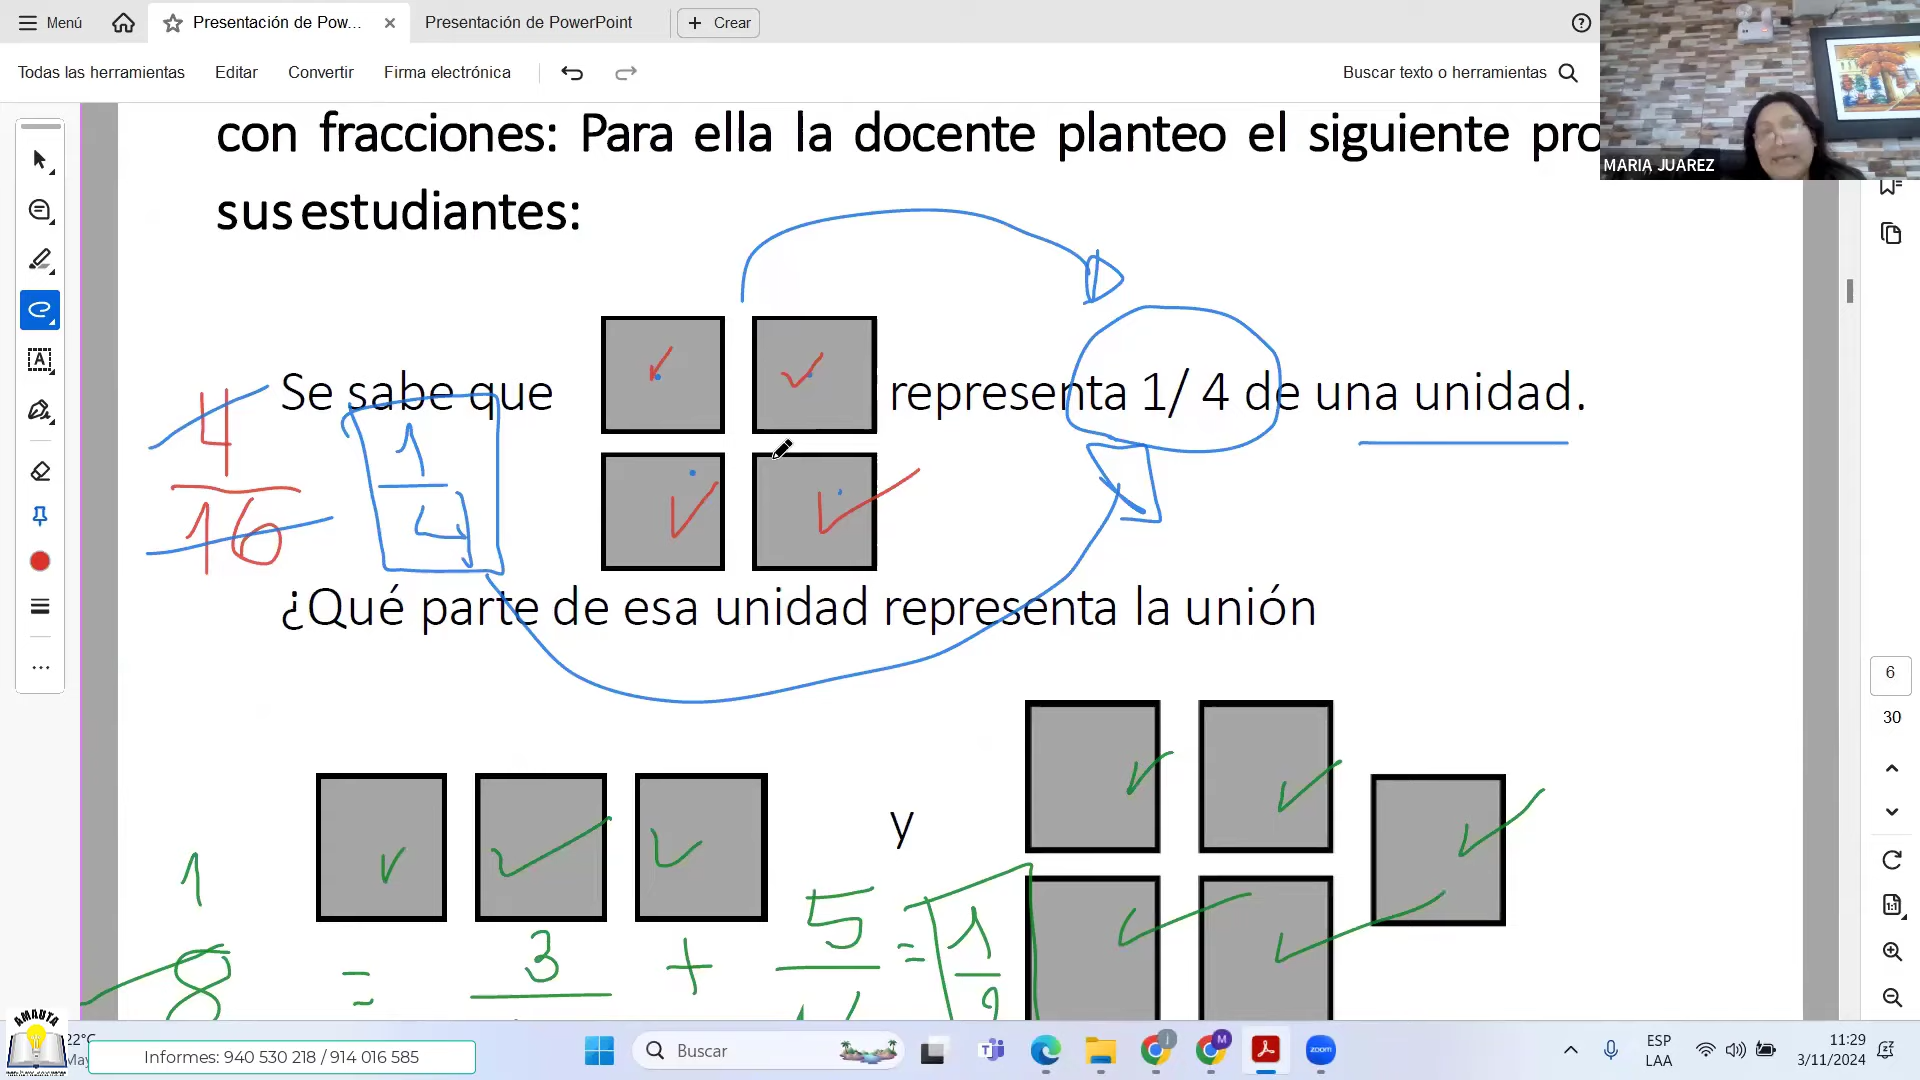 Menú
Presentación de Pow...
Presentación de PowerPoint
Crear
Todas las herramientas
Editar
Convertir
Firma electrónica
Buscar texto o herramientas
MARIA JUAREZ
con fracciones: Para ella la docente planteo el siguiente pro
sus estudiantes:
Se sabe que
representa 1/ 4 de una unidad.
4
16
1
4
¿Qué parte de esa unidad representa la unión
y
1
8
=
3
+
5
=
1
6
30
AMAUTA
22°C
Informes: 940 530 218 / 914 016 585
Buscar
zoom
ESP
LAA
11:29
3/11/2024